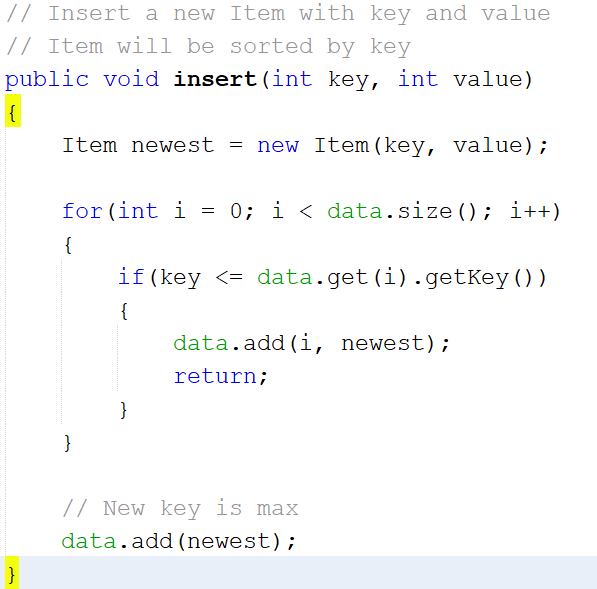 // Insert a new Item with key and value
// Item will be sorted by key
public void insert(int key, int value)
{
    Item newest = new Item(key, value);

    for(int i = 0; i < data.size(); i++)
    {
        if(key <= data.get(i).getKey())
        {
            data.add(i, newest);
            return;
        }
    }

    // New key is max
    data.add(newest);
}